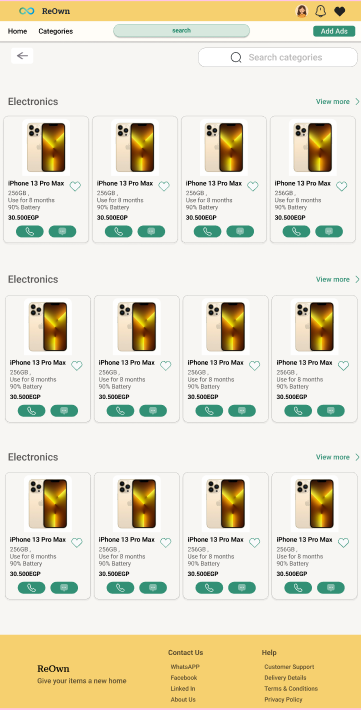 ReOwn
Home Categories search Add Ads
Search categories
Electronics View more
iPhone 13 Pro Max iPhone 13 Pro Max iPhone 13 Pro Max iPhone 13 Pro Max
256GB , 256GB , 256GB , 256GB ,
Use for 8 months Use for 8 months Use for 8 months Use for 8 months
90% Battery 90% Battery 90% Battery 90% Battery
30.500EGP 30.500EGP 30.500EGP 30.500EGP
Electronics View more
iPhone 13 Pro Max iPhone 13 Pro Max iPhone 13 Pro Max iPhone 13 Pro Max
256GB , 256GB , 256GB , 256GB ,
Use for 8 months Use for 8 months Use for 8 months Use for 8 months
90% Battery 90% Battery 90% Battery 90% Battery
30.500EGP 30.500EGP 30.500EGP 30.500EGP
Electronics View more
iPhone 13 Pro Max iPhone 13 Pro Max iPhone 13 Pro Max iPhone 13 Pro Max
256GB , 256GB , 256GB , 256GB ,
Use for 8 months Use for 8 months Use for 8 months Use for 8 months
90% Battery 90% Battery 90% Battery 90% Battery
30.500EGP 30.500EGP 30.500EGP 30.500EGP
ReOwn
Give your items a new home
Contact Us
WhatsAPP
Facebook
Linked In
About Us
Help
Customer Support
Delivery Details
Terms & Conditions
Privacy Policy